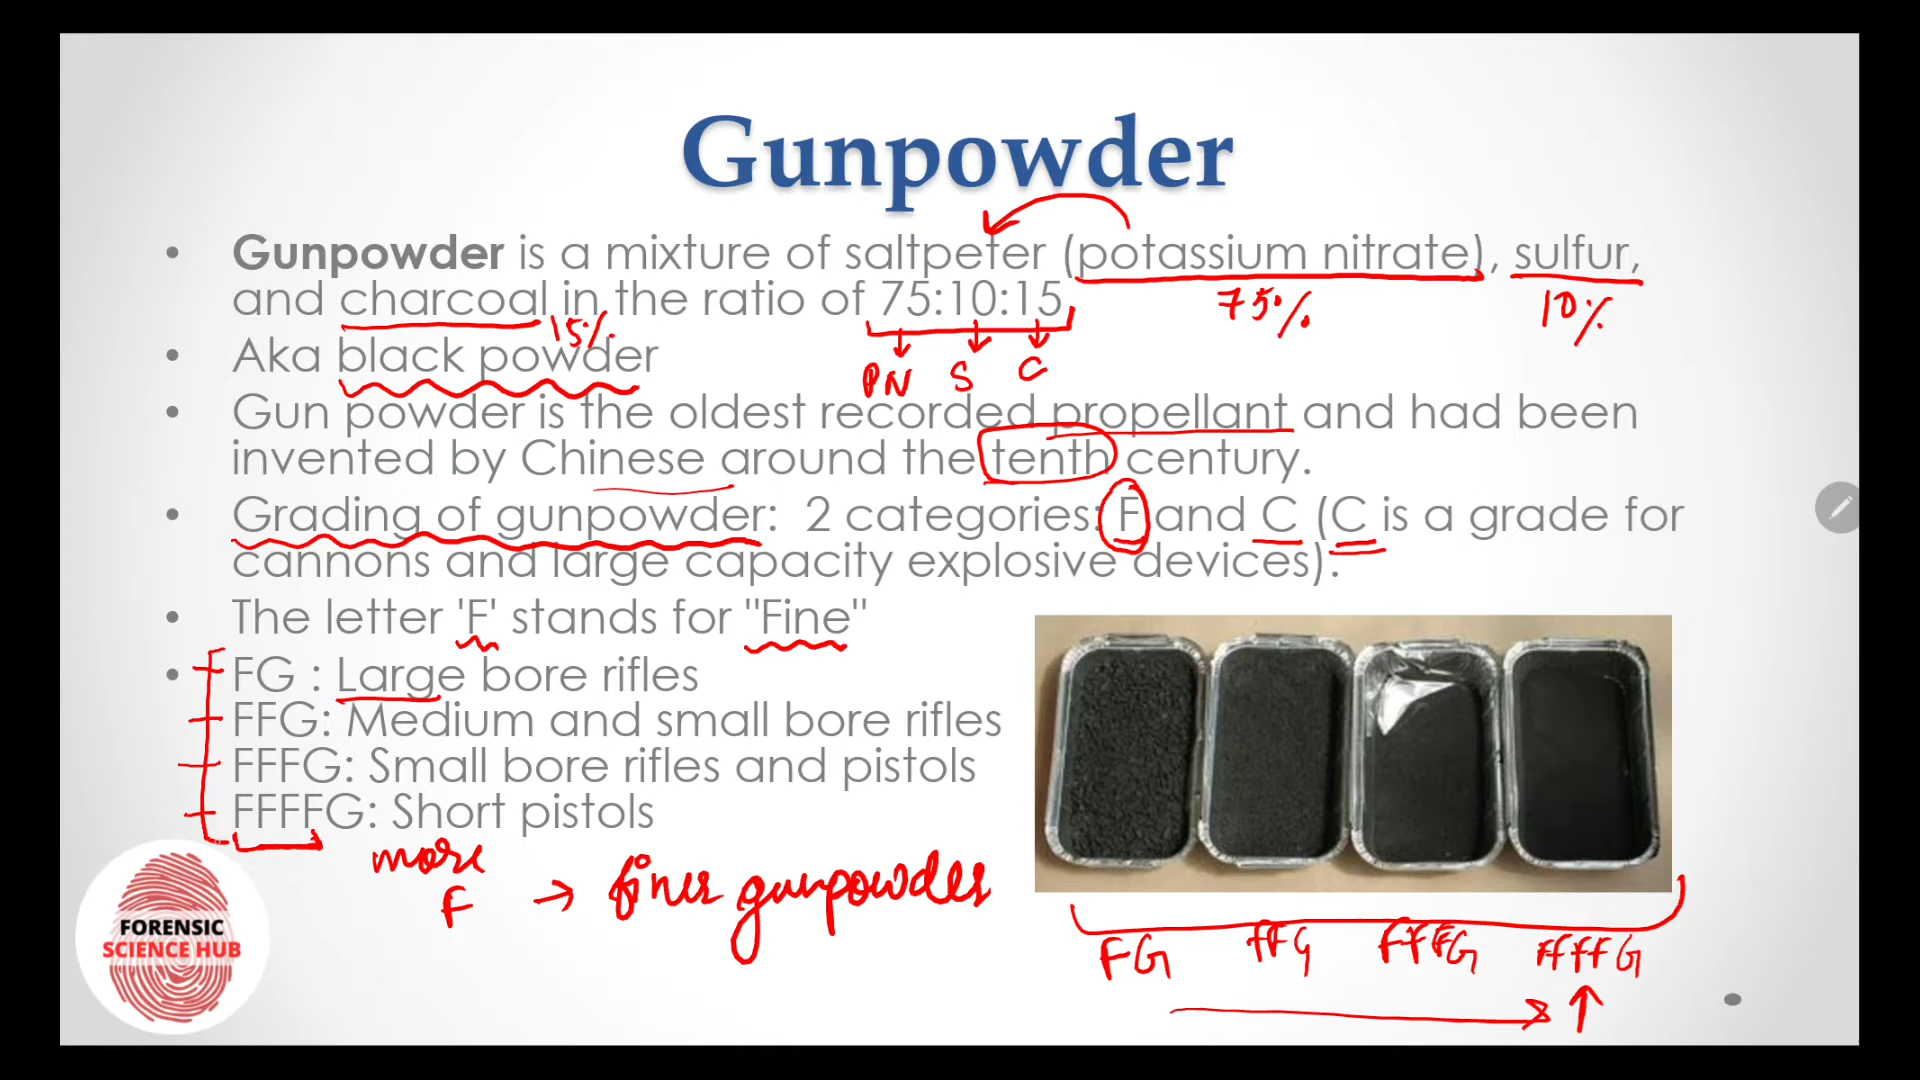 Gunpowder
• Gunpowder is a mixture of saltpeter (potassium nitrate), sulfur,
75% 10%
and charcoal in the ratio of 75:10:15
15%
PN S C
• Aka black powder
• Gun powder is the oldest recorded propellant and had been
invented by Chinese around the tenth century.
• Grading of gunpowder: 2 categories: F and C (C is a grade for
cannons and large capacity explosive devices).
• The letter 'F' stands for "Fine"
• FG : Large bore rifles
FFG: Medium and small bore rifles
FFFG: Small bore rifles and pistols
FFFFG: Short pistols
more
F → finer gunpowder
FG FFG FFFG FFFFG
FORENSIC
SCIENCE HUB